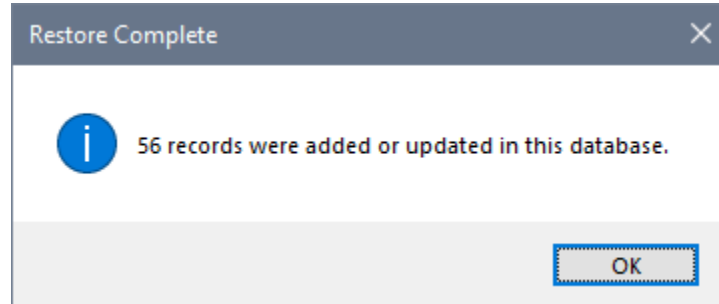 Restore Complete
56 records were added or updated in this database.
OK